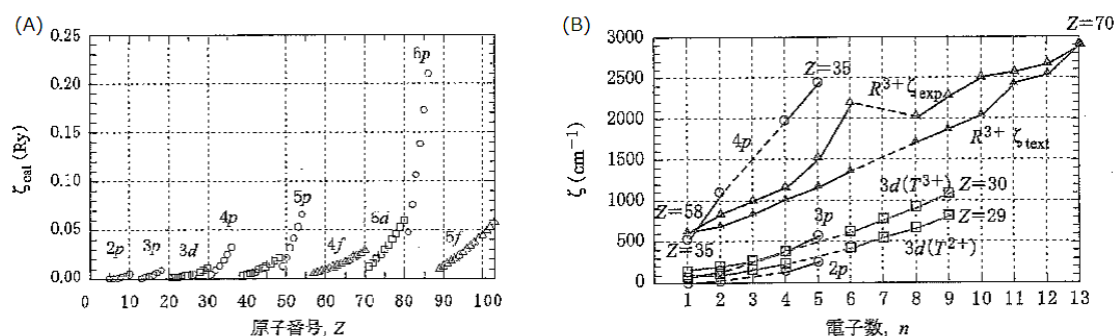 (A)
ζcal (Ry)
0.25
0.20
0.15
0.10
0.05
0.00
2p
3p
3d
4p
5p
4f
6d
6p
5f
0 10 20 30 40 50 60 70 80 90 100
原子番号, Z
(B)
ζ (cm⁻¹)
3000
2500
2000
1500
1000
500
0
Z=70
Z=35
R³⁺ ζexp
4p
R³⁺ ζtext
Z=58
3d(T³⁺) Z=30
3p
Z=29
Z=35
3d(T²⁺)
2p
1 2 3 4 5 6 7 8 9 10 11 12 13
電子数, n